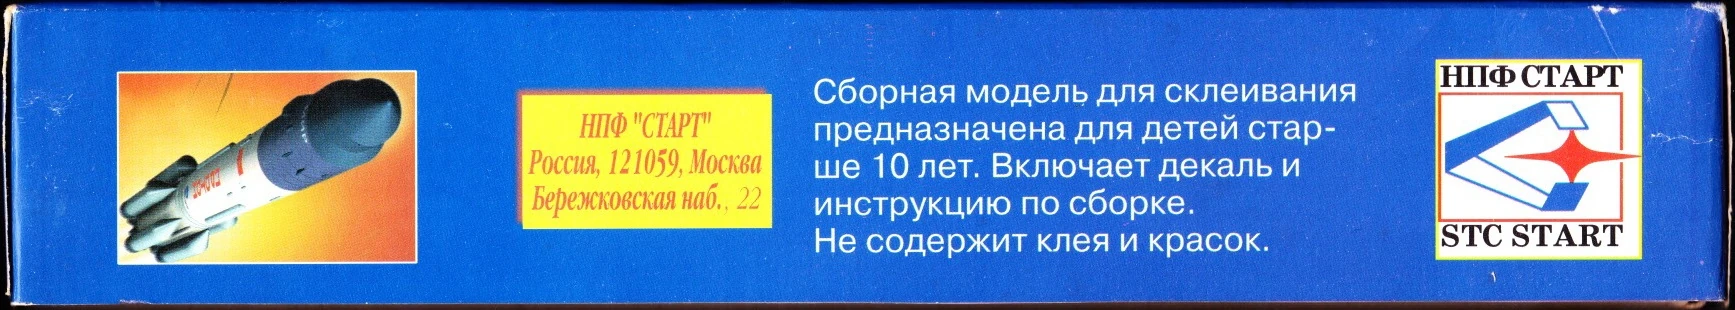 НПФ "СТАРТ"
Россия, 121059, Москва
Бережковская наб., 22
Сборная модель для склеивания
предназначена для детей стар-
ше 10 лет. Включает декаль и
инструкцию по сборке.
Не содержит клея и красок.
НПФ СТАРТ
STC START